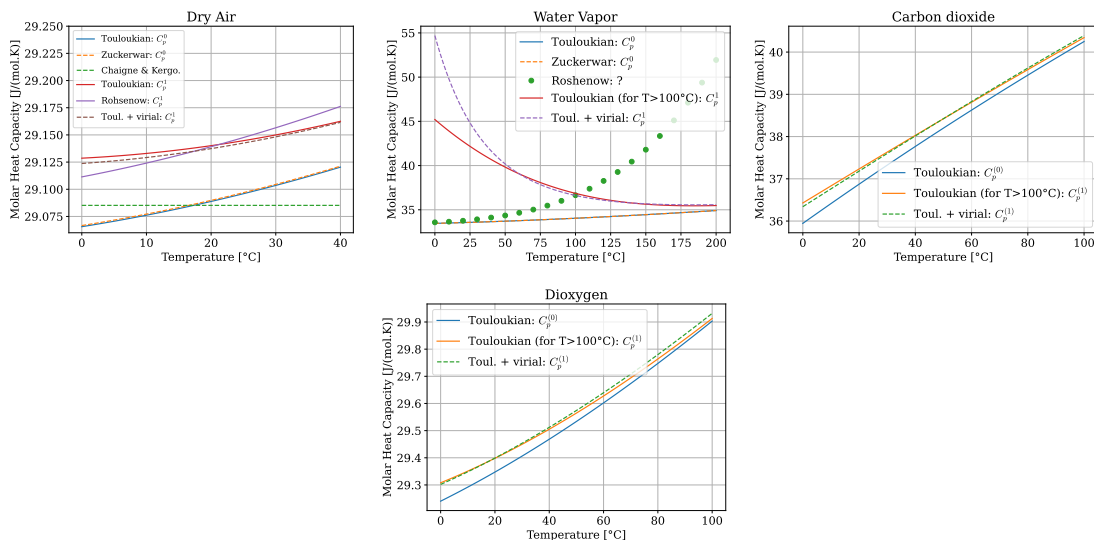 Dry Air
Molar Heat Capacity [J/(mol.K)]
29.250
29.225
29.200
29.175
29.150
29.125
29.100
29.075
Touloukian: $C_p^0$
Zuckerwar: $C_p^0$
Chaigne & Kergo.
Touloukian: $C_p^1$
Rohsenow: $C_p^1$
Toul. + virial: $C_p^1$
0 10 20 30 40
Temperature [°C]
Water Vapor
Molar Heat Capacity [J/(mol.K)]
55
50
45
40
35
Touloukian: $C_p^0$
Zuckerwar: $C_p^0$
Roshenow: ?
Touloukian (for T>100°C): $C_p^1$
Toul. + virial: $C_p^1$
0 25 50 75 100 125 150 175 200
Temperature [°C]
Carbon dioxide
Molar Heat Capacity [J/(mol.K)]
40
39
38
37
36
Touloukian: $C_p^{(0)}$
Touloukian (for T>100°C): $C_p^{(1)}$
Toul. + virial: $C_p^{(1)}$
0 20 40 60 80 100
Temperature [°C]
Dioxygen
Molar Heat Capacity [J/(mol.K)]
29.9
29.8
29.7
29.6
29.5
29.4
29.3
Touloukian: $C_p^{(0)}$
Touloukian (for T>100°C): $C_p^{(1)}$
Toul. + virial: $C_p^{(1)}$
0 20 40 60 80 100
Temperature [°C]